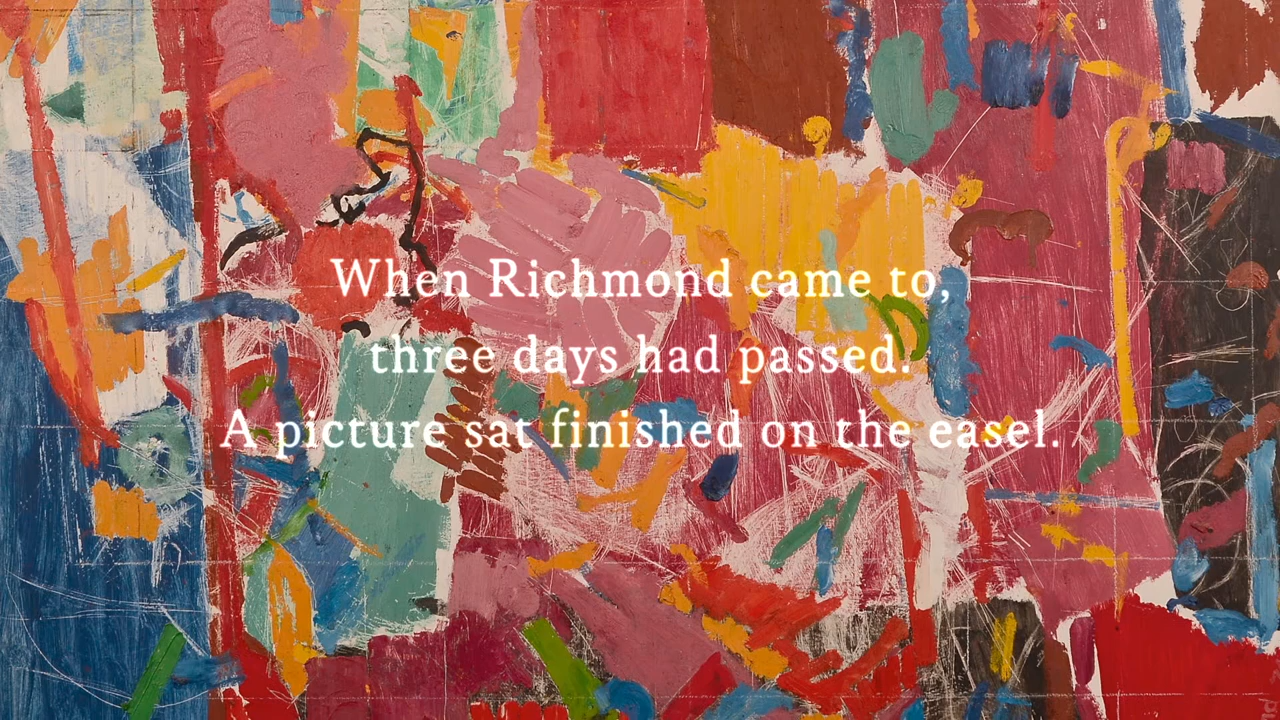 When Richmond came to,
three days had passed.
A picture sat finished on the easel.